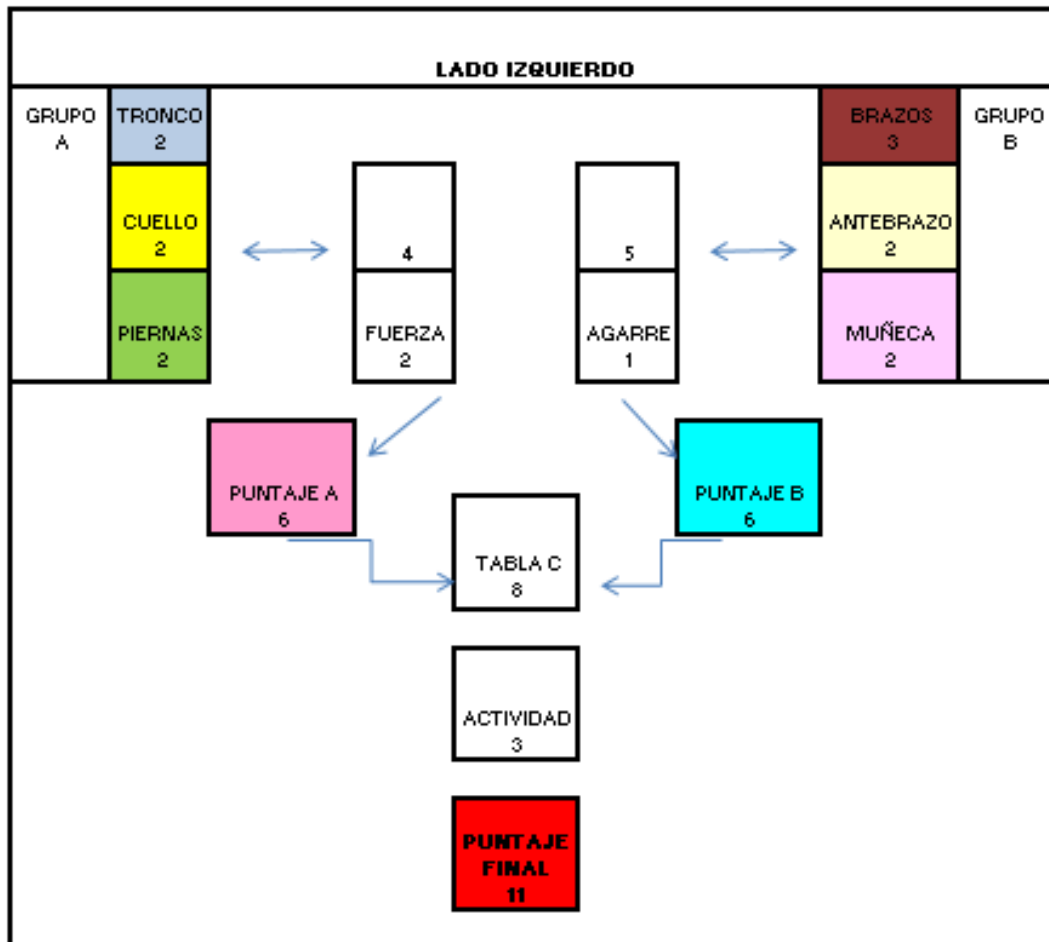 LADO IZQUIERDO
GRUPO
A
TRONCO
2
CUELLO
2
PIERNAS
2
4
FUERZA
2
5
AGARRE
1
BRAZOS
3
ANTEBRAZO
2
MUÑECA
2
GRUPO
B
PUNTAJE A
6
PUNTAJE B
6
TABLA C
8
ACTIVIDAD
3
PUNTAJE
FINAL
11